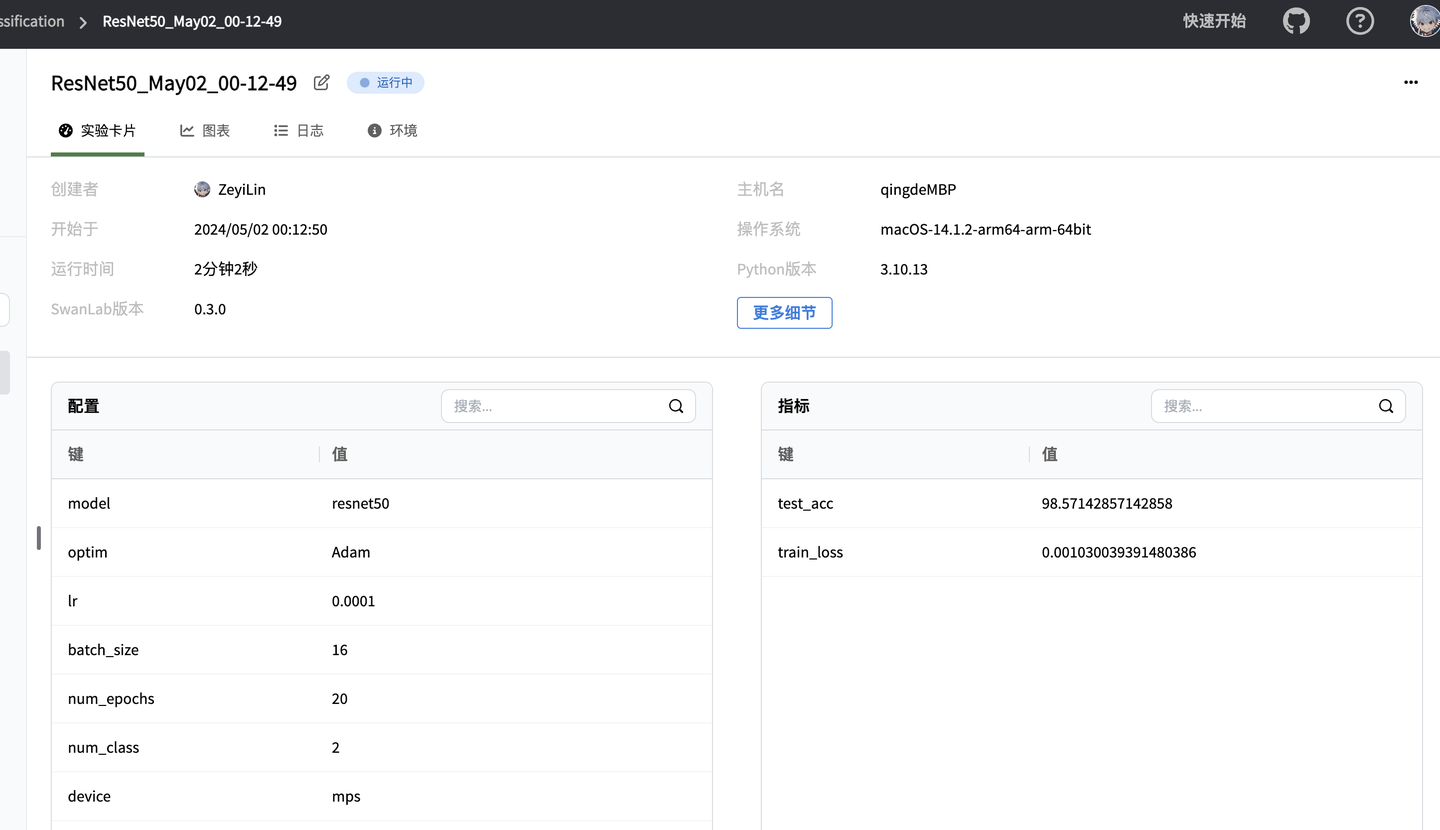 ssification > ResNet50_May02_00-12-49 快速开始
ResNet50_May02_00-12-49 运行中
实验卡片 图表 日志 环境
创建者 ZeyiLin
开始于 2024/05/02 00:12:50
运行时间 2分钟2秒
SwanLab版本 0.3.0
主机名 qingdeMBP
操作系统 macOS-14.1.2-arm64-arm-64bit
Python版本 3.10.13
更多细节
配置 搜索...
键 值
model resnet50
optim Adam
lr 0.0001
batch_size 16
num_epochs 20
num_class 2
device mps
指标 搜索...
键 值
test_acc 98.57142857142858
train_loss 0.001030039391480386